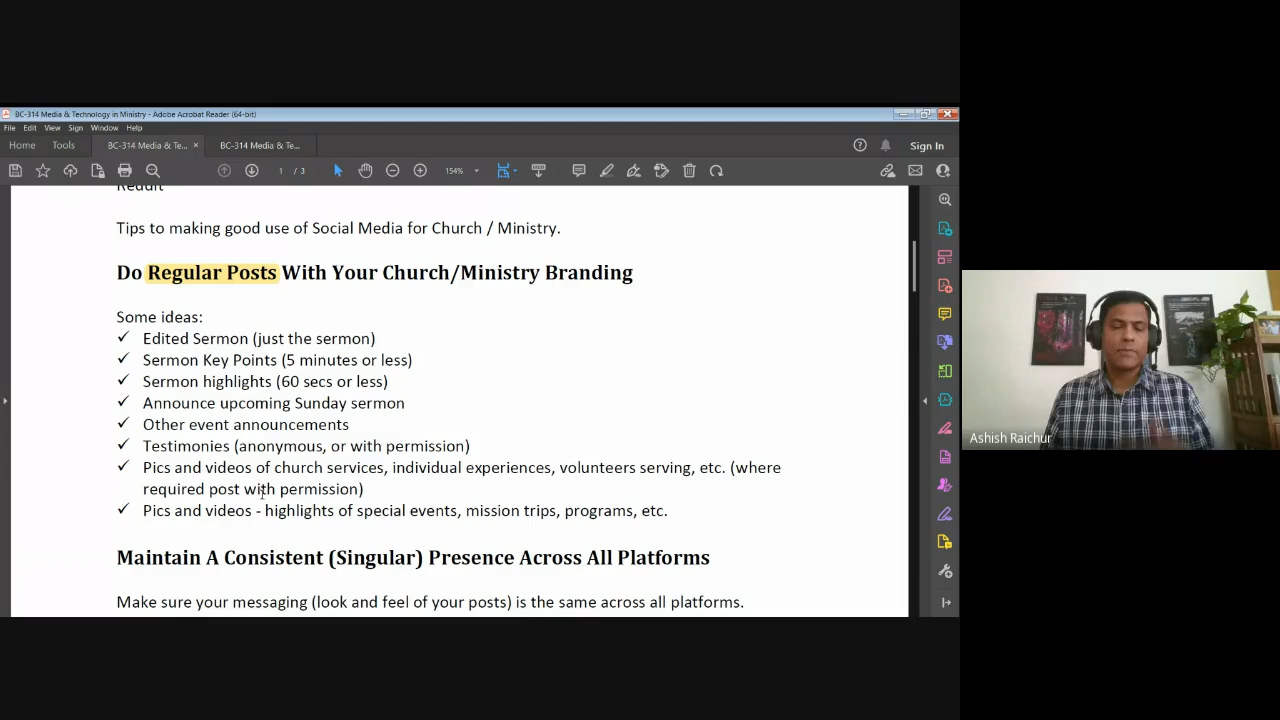 BC-314 Media & Technology in Ministry - Adobe Acrobat Reader (64-bit)
File Edit View Sign Window Help
Home Tools BC-314 Media & Te... × BC-314 Media & Te... Sign In
1 / 3 154%
Reddit
Tips to making good use of Social Media for Church / Ministry.
Do Regular Posts With Your Church/Ministry Branding
Some ideas:
✓ Edited Sermon (just the sermon)
✓ Sermon Key Points (5 minutes or less)
✓ Sermon highlights (60 secs or less)
✓ Announce upcoming Sunday sermon
✓ Other event announcements
✓ Testimonies (anonymous, or with permission)
✓ Pics and videos of church services, individual experiences, volunteers serving, etc. (where
required post with permission)
✓ Pics and videos - highlights of special events, mission trips, programs, etc.
Maintain A Consistent (Singular) Presence Across All Platforms
Make sure your messaging (look and feel of your posts) is the same across all platforms.
Ashish Raichur